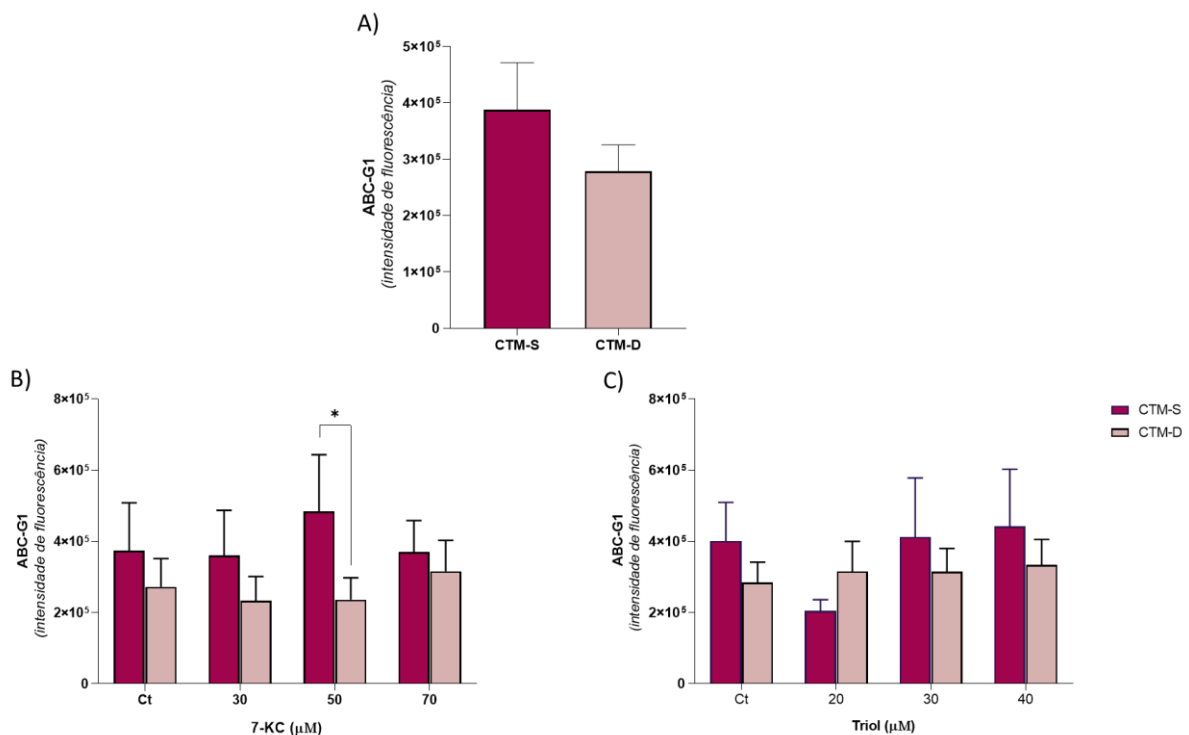 A)
ABC-G1
(intensidade de fluorescência)
5×10⁵
4×10⁵
3×10⁵
2×10⁵
1×10⁵
0
CTM-S CTM-D
B)
ABC-G1
(intensidade de fluorescência)
8×10⁵
6×10⁵
4×10⁵
2×10⁵
0
*
Ct 30 50 70
7-KC (µM)
C)
ABC-G1
(intensidade de fluorescência)
8×10⁵
6×10⁵
4×10⁵
2×10⁵
0
Ct 20 30 40
Triol (µM)
CTM-S
CTM-D